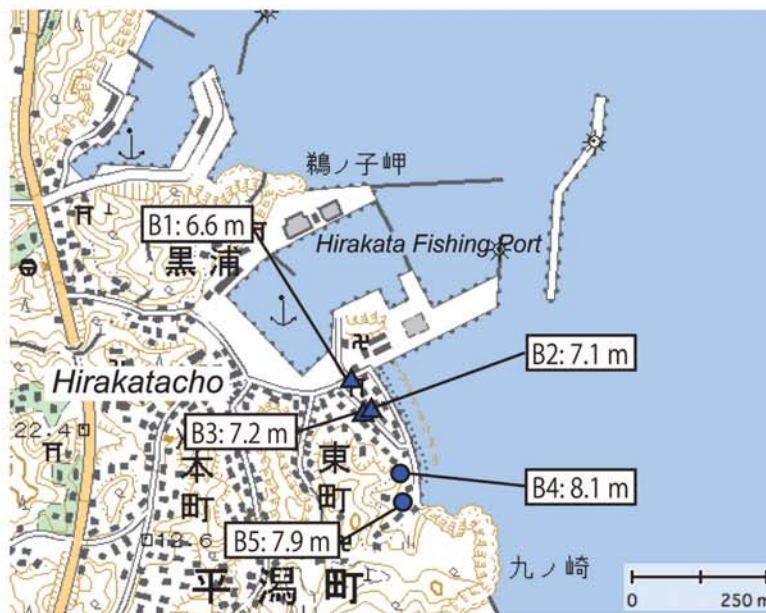 鵜ノ子岬
B1: 6.6 m
黒浦
Hirakata Fishing Port
B2: 7.1 m
Hirakatacho
B3: 7.2 m
22.4
本町
東町
B4: 8.1 m
B5: 7.9 m
12.6
九ノ崎
平潟町
0
250 m